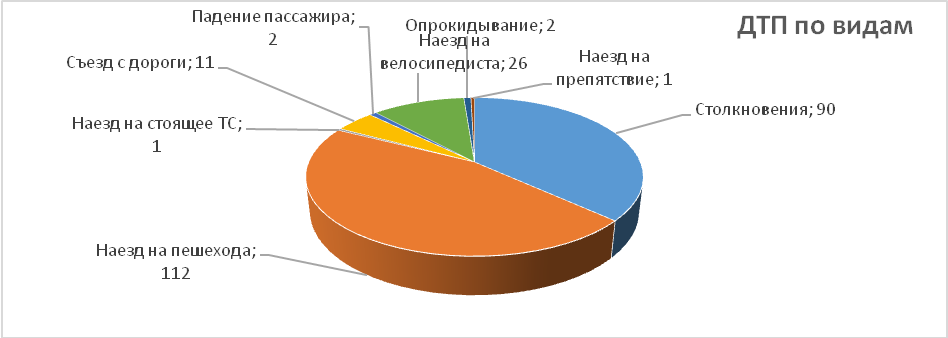 ДТП по видам
Падение пассажира;
2
Опрокидывание; 2
Наезд на
велосипедиста; 26
Наезд на
препятствие; 1
Съезд с дороги; 11
Столкновения; 90
Наезд на стоящее ТС;
1
Наезд на пешехода;
112